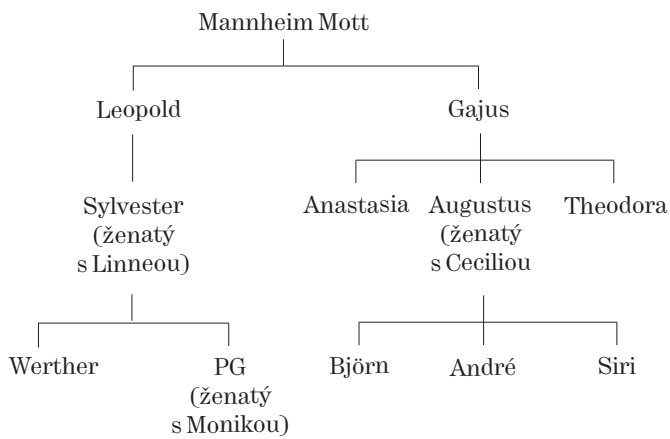 Mannheim Mott
Leopold Gajus
Sylvester Anastasia Augustus Theodora
(ženatý (ženatý
s Linneou) s Ceciliou
Werther PG Björn André Siri
(ženatý
s Monikou)